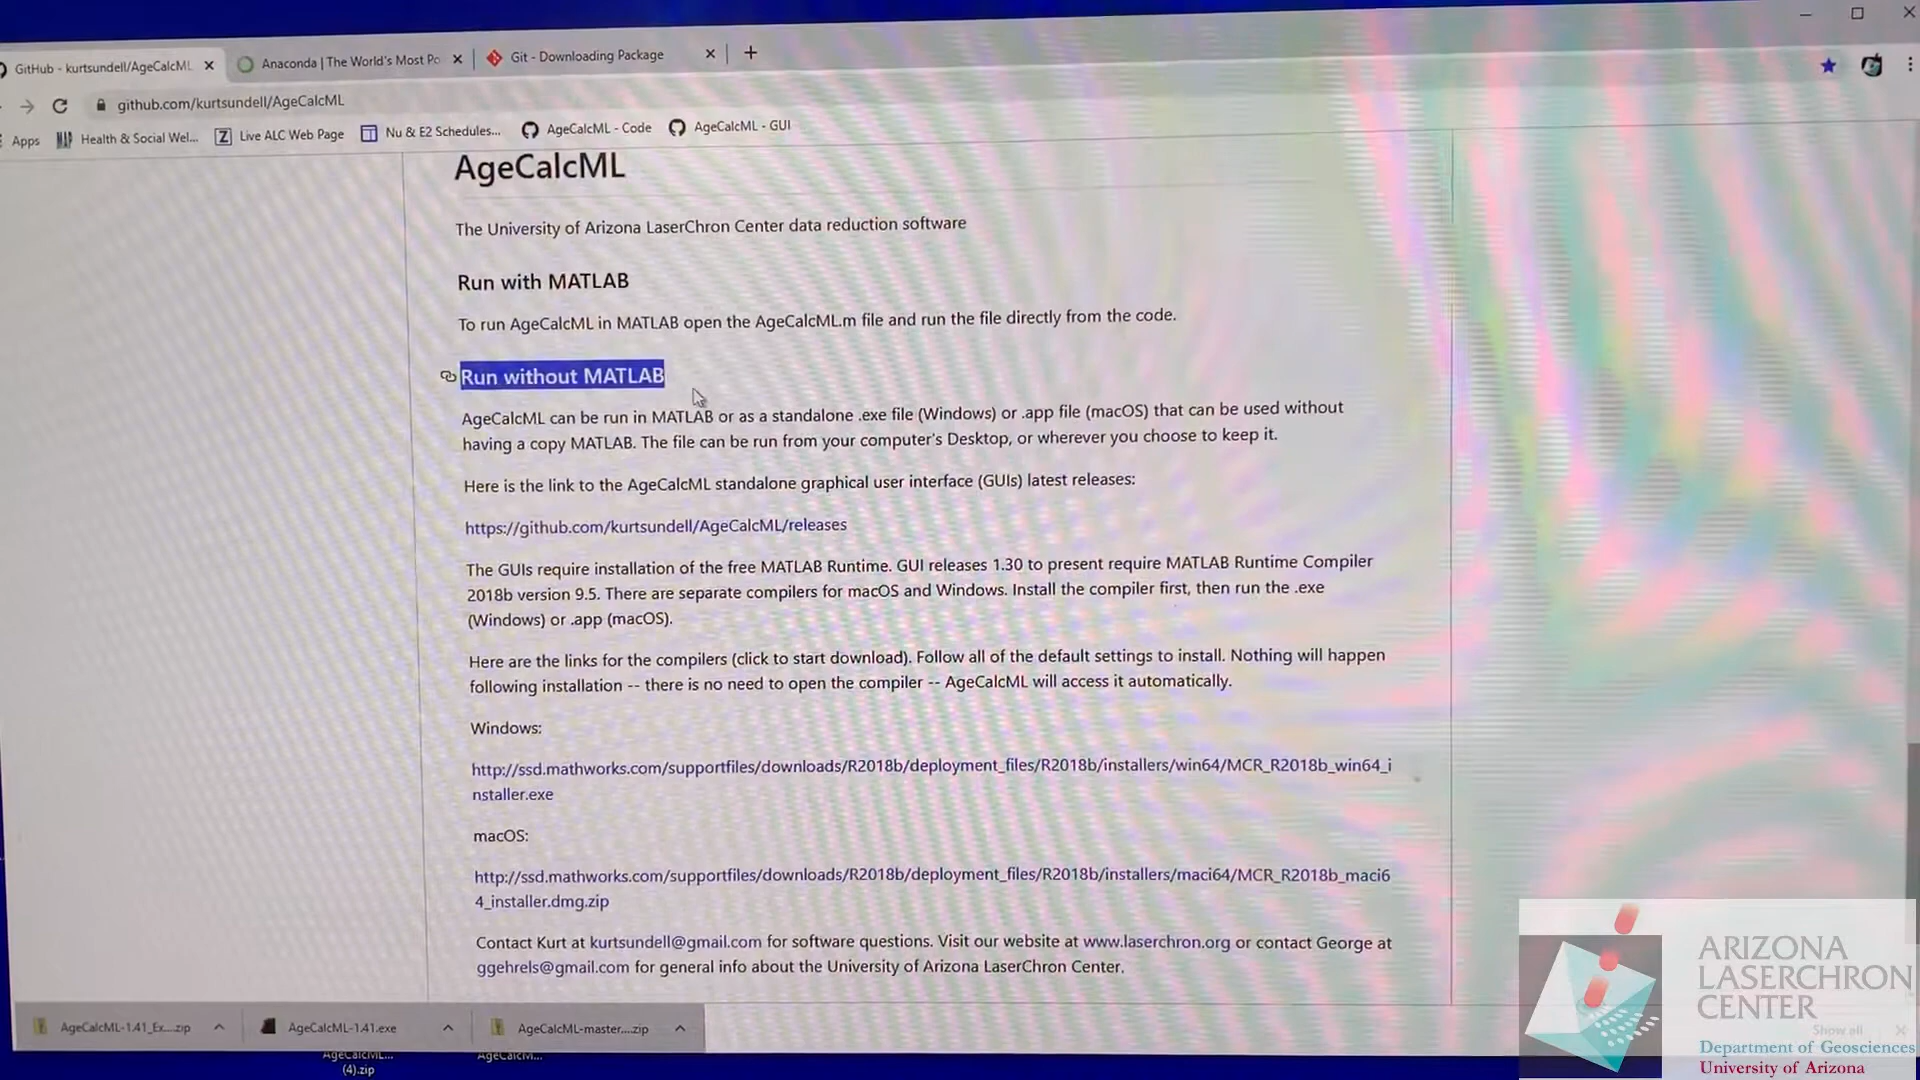 GitHub - kurtsundell/AgeCalcML
Anaconda | The World's Most Po
Git - Downloading Package
github.com/kurtsundell/AgeCalcML
Apps
Health & Social Wel...
Live ALC Web Page
Nu & E2 Schedules...
AgeCalcML - Code
AgeCalcML - GUI
AgeCalcML
The University of Arizona LaserChron Center data reduction software
Run with MATLAB
To run AgeCalcML in MATLAB open the AgeCalcML.m file and run the file directly from the code.
Run without MATLAB
AgeCalcML can be run in MATLAB or as a standalone .exe file (Windows) or .app file (macOS) that can be used without
having a copy MATLAB. The file can be run from your computer's Desktop, or wherever you choose to keep it.
Here is the link to the AgeCalcML standalone graphical user interface (GUIs) latest releases:
https://github.com/kurtsundell/AgeCalcML/releases
The GUIs require installation of the free MATLAB Runtime. GUI releases 1.30 to present require MATLAB Runtime Compiler
2018b version 9.5. There are separate compilers for macOS and Windows. Install the compiler first, then run the .exe
(Windows) or .app (macOS).
Here are the links for the compilers (click to start download). Follow all of the default settings to install. Nothing will happen
following installation -- there is no need to open the compiler -- AgeCalcML will access it automatically.
Windows:
http://ssd.mathworks.com/supportfiles/downloads/R2018b/deployment_files/R2018b/installers/win64/MCR_R2018b_win64_i
nstaller.exe
macOS:
http://ssd.mathworks.com/supportfiles/downloads/R2018b/deployment_files/R2018b/installers/maci64/MCR_R2018b_maci6
4_installer.dmg.zip
Contact Kurt at kurtsundell@gmail.com for software questions. Visit our website at www.laserchron.org or contact George at
ggehrels@gmail.com for general info about the University of Arizona LaserChron Center.
AgeCalcML-1.41_Ex....zip
AgeCalcML-1.41.exe
AgeCalcML-master....zip
Show all
AgeCalcML...
(4).zip
AgeCalcM...
ARIZONA
LASERCHRON
CENTER
Department of Geosciences
University of Arizona